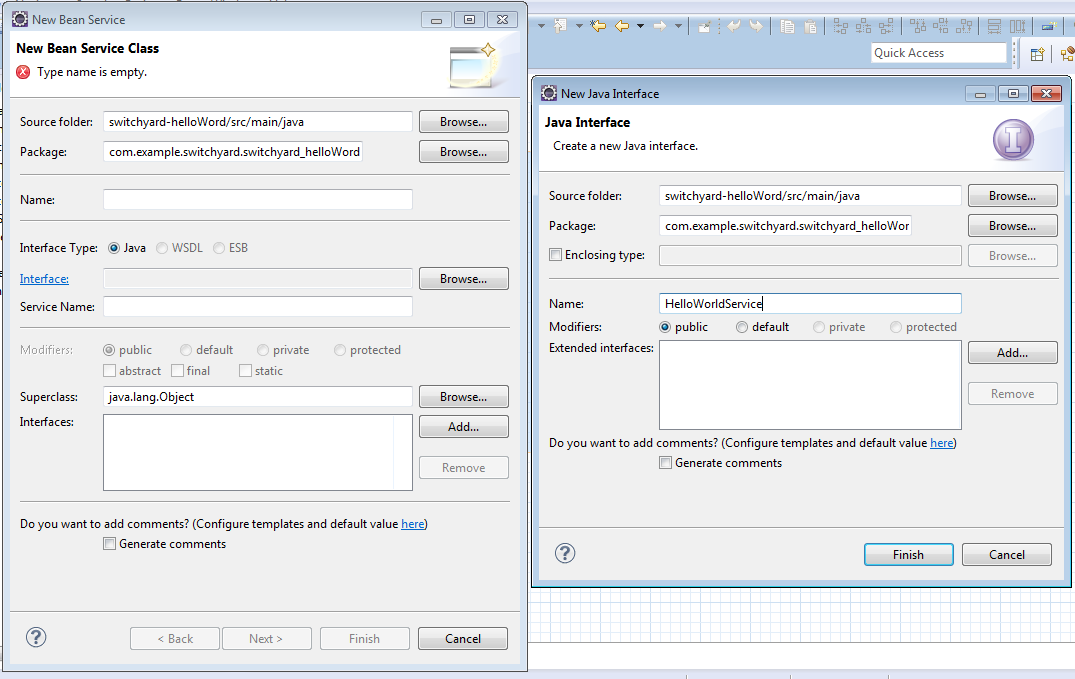 New Bean Service
New Bean Service Class
Type name is empty.
Source folder: switchyard-helloWord/src/main/java Browse...
Package: com.example.switchyard.switchyard_helloWord Browse...
Name:
Interface Type: Java WSDL ESB
Interface: Browse...
Service Name:
Modifiers: public default private protected
abstract final static
Superclass: java.lang.Object Browse...
Interfaces: Add...
Remove
Do you want to add comments? (Configure templates and default value here)
Generate comments
< Back Next > Finish Cancel
Quick Access
New Java Interface
Java Interface
Create a new Java interface.
Source folder: switchyard-helloWord/src/main/java Browse...
Package: com.example.switchyard.switchyard_helloWor Browse...
Enclosing type: Browse...
Name: HelloWorldService
Modifiers: public default private protected
Extended interfaces: Add...
Remove
Do you want to add comments? (Configure templates and default value here)
Generate comments
Finish Cancel